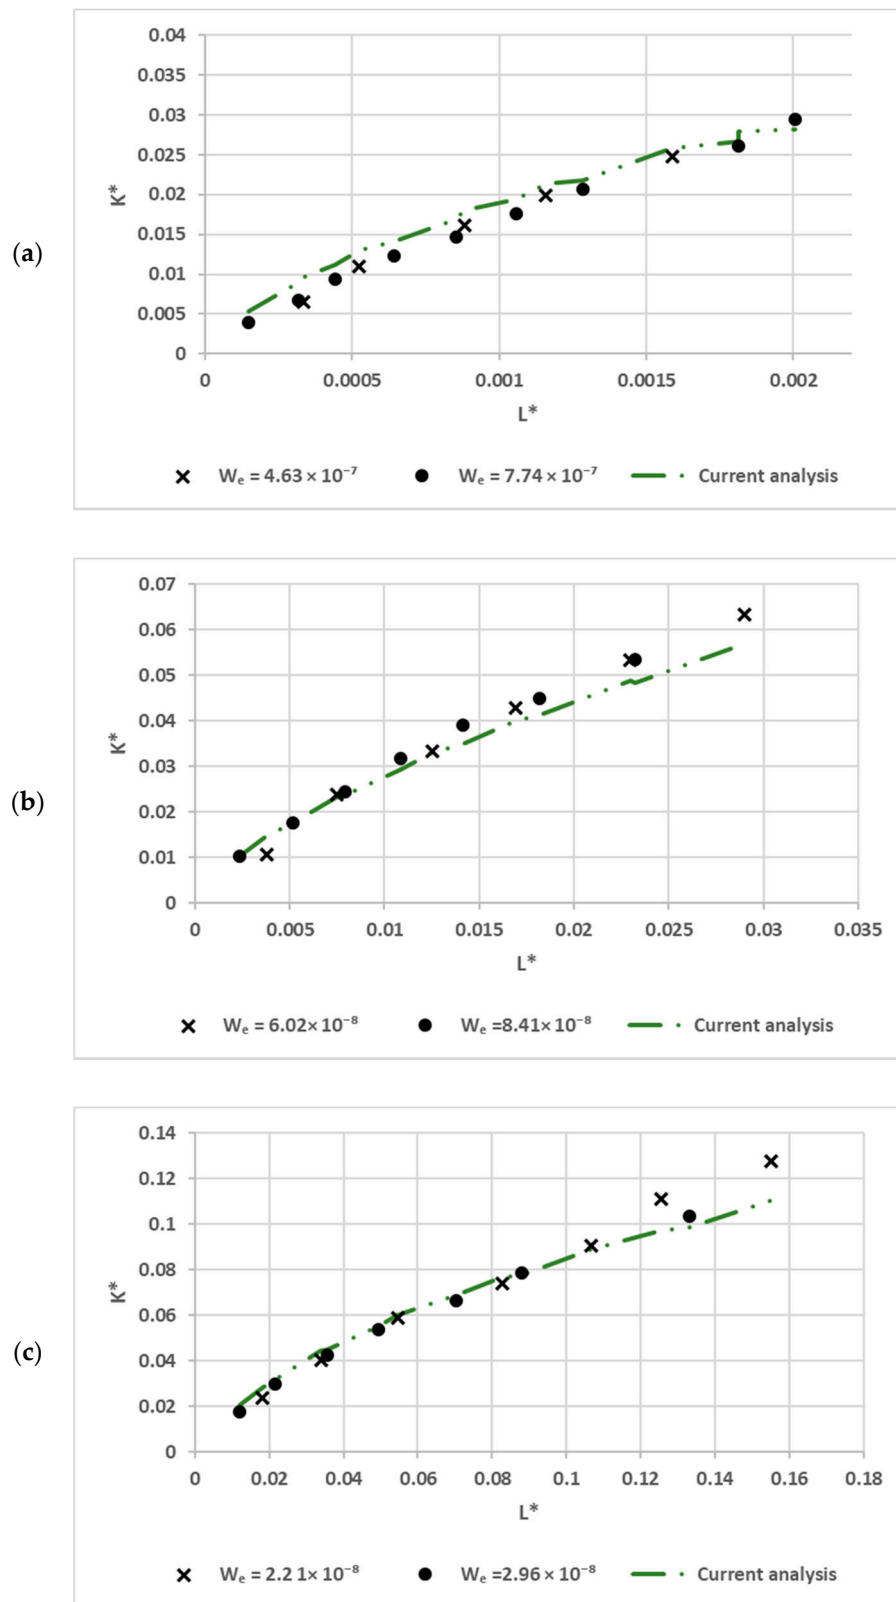 (a)
0.04
0.035
0.03
0.025
0.02
0.015
0.01
0.005
0
K*
0 0.0005 0.001 0.0015 0.002
L*
Wₑ = 4.63 × 10⁻⁷ Wₑ = 7.74 × 10⁻⁷ Current analysis
(b)
0.07
0.06
0.05
0.04
0.03
0.02
0.01
0
K*
0 0.005 0.01 0.015 0.02 0.025 0.03 0.035
L*
Wₑ = 6.02× 10⁻⁸ Wₑ =8.41× 10⁻⁸ Current analysis
(c)
0.14
0.12
0.1
0.08
0.06
0.04
0.02
0
K*
0 0.02 0.04 0.06 0.08 0.1 0.12 0.14 0.16 0.18
L*
Wₑ = 2.2 1× 10⁻⁸ Wₑ =2.96× 10⁻⁸ Current analysis